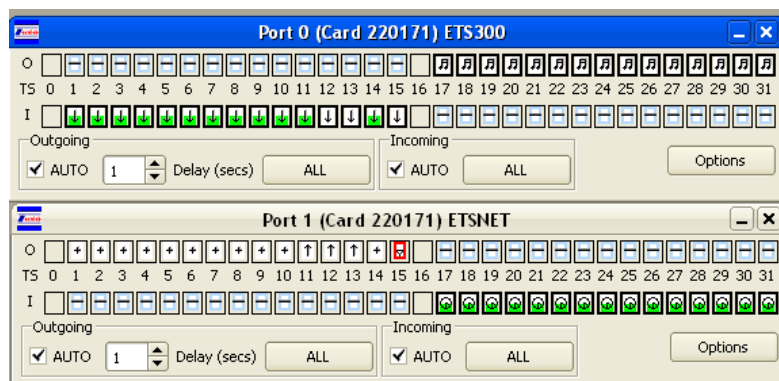 Port 0 (Card 220171) ETS300
O
TS 0 1 2 3 4 5 6 7 8 9 10 11 12 13 14 15 16 17 18 19 20 21 22 23 24 25 26 27 28 29 30 31
I
Outgoing Incoming
AUTO 1 Delay (secs) ALL AUTO ALL Options
Port 1 (Card 220171) ETSNET
O
TS 0 1 2 3 4 5 6 7 8 9 10 11 12 13 14 15 16 17 18 19 20 21 22 23 24 25 26 27 28 29 30 31
I
Outgoing Incoming
AUTO 1 Delay (secs) ALL AUTO ALL Options